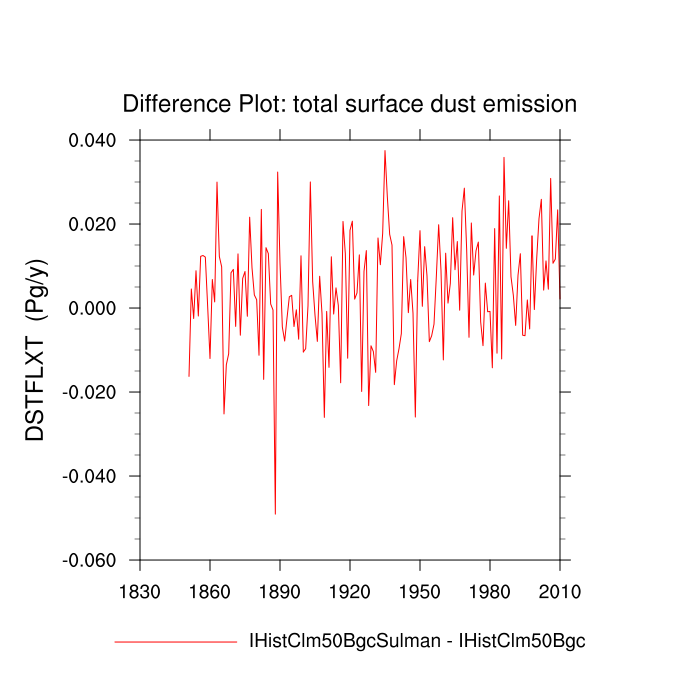 Difference Plot: total surface dust emission
0.040
0.020
0.000
-0.020
-0.040
-0.060
DSTFLXT (Pg/y)
1830 1860 1890 1920 1950 1980 2010
IHistClm50BgcSulman - IHistClm50Bgc